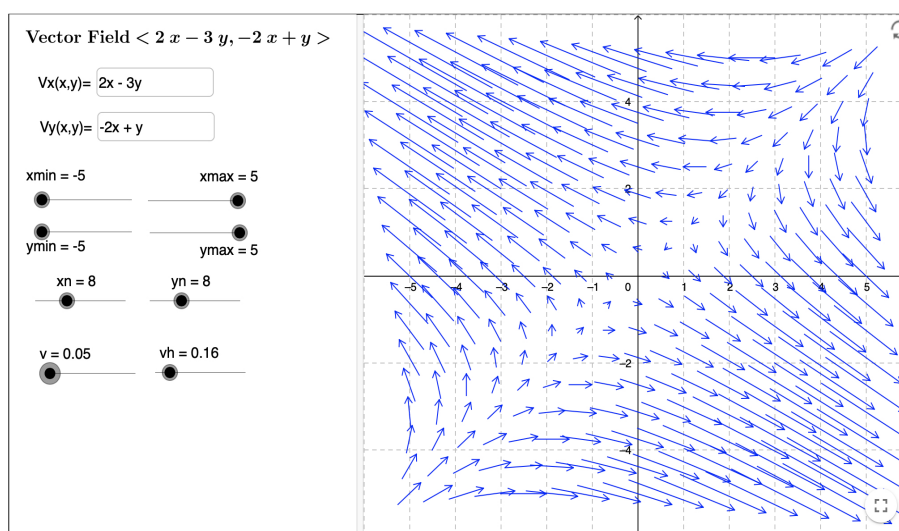 Vector Field < 2 x − 3 y, −2 x + y >
Vx(x,y)= 2x - 3y
Vy(x,y)= -2x + y
xmin = -5 xmax = 5
ymin = -5 ymax = 5
xn = 8 yn = 8
v = 0.05 vh = 0.16
4
2
-5 -4 -3 -2 -1 0 1 2 3 4 5
-2
-4